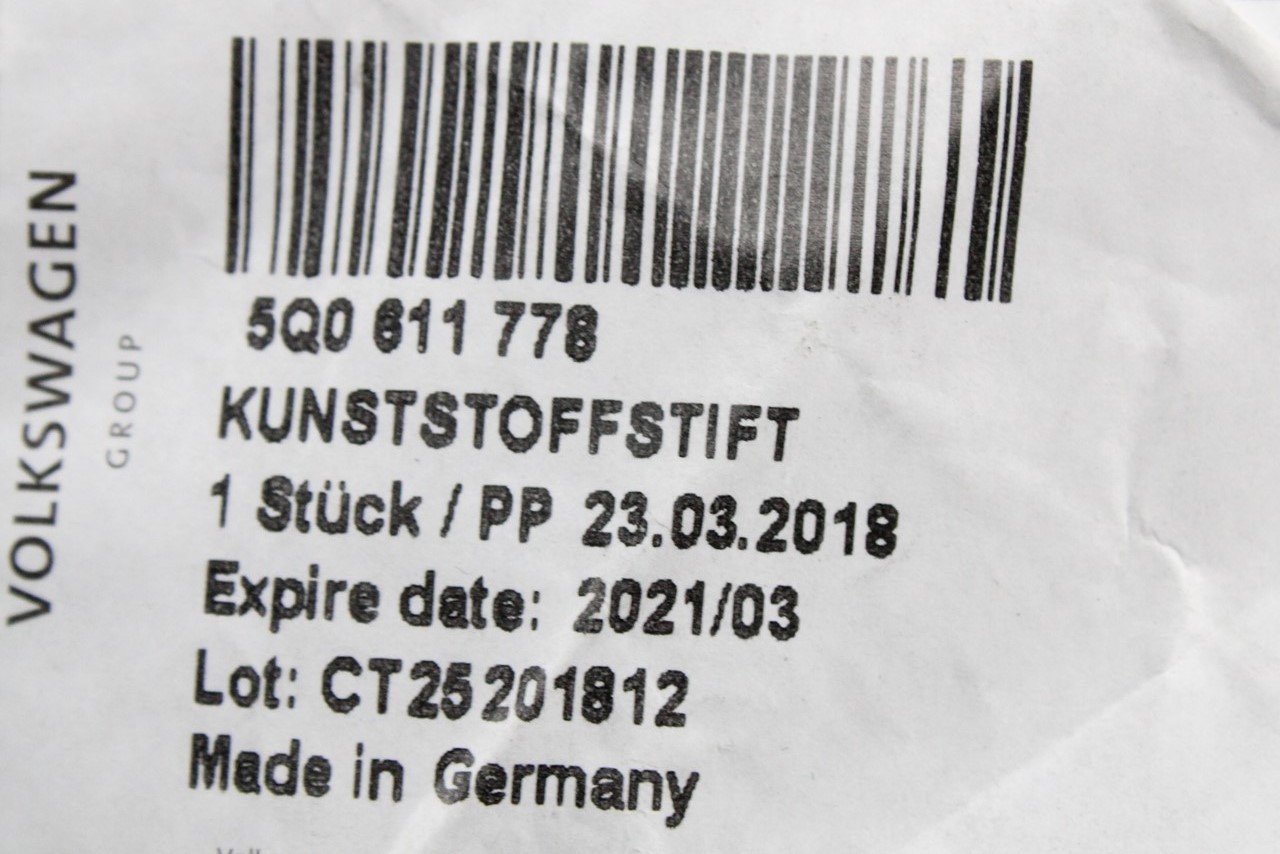 VOLKSWAGEN
GROUP
5Q0 611 778
KUNSTSTOFFSTIFT
1 Stück / PP 23.03.2018
Expire date: 2021/03
Lot: CT25201812
Made in Germany